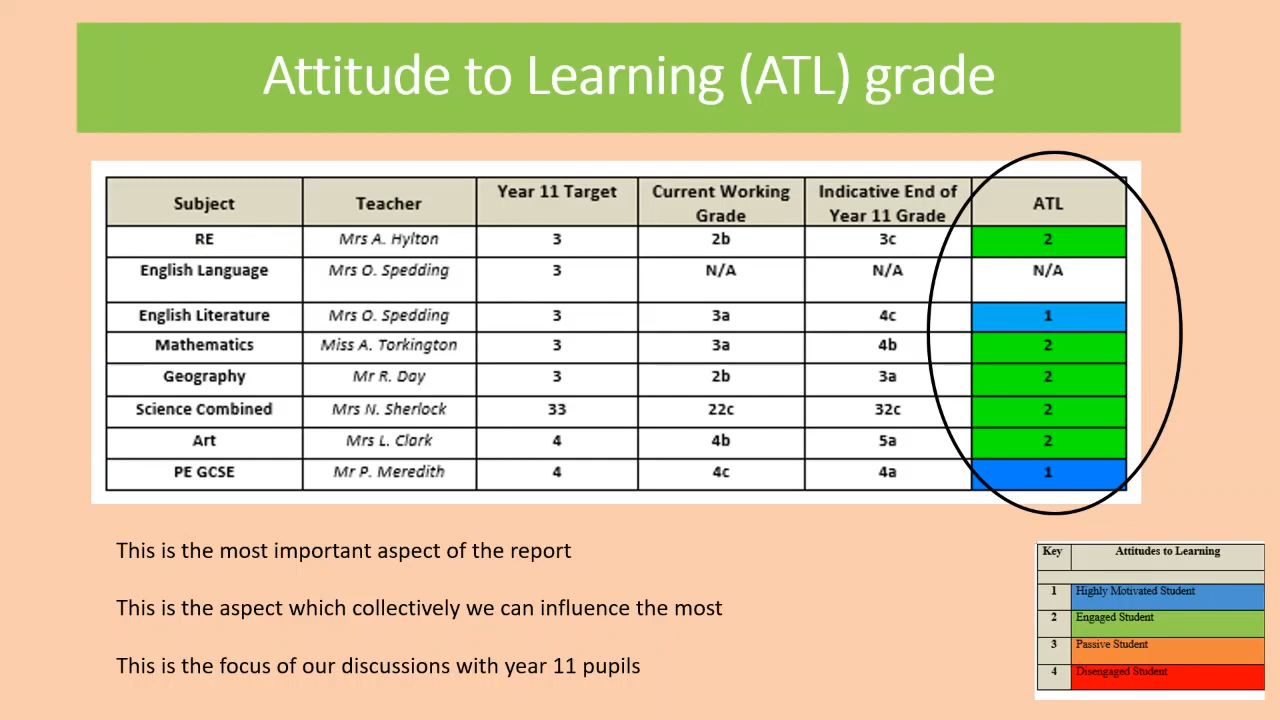 Attitude to Learning (ATL) grade
Subject Teacher Year 11 Target Current Working Grade Indicative End of Year 11 Grade ATL
RE Mrs A. Hylton 3 2b 3c 2
English Language Mrs O. Spedding 3 N/A N/A N/A
English Literature Mrs O. Spedding 3 3a 4c 1
Mathematics Miss A. Torkington 3 3a 4b 2
Geography Mr R. Day 3 2b 3a 2
Science Combined Mrs N. Sherlock 33 22c 32c 2
Art Mrs L. Clark 4 4b 5a 2
PE GCSE Mr P. Meredith 4 4c 4a 1
This is the most important aspect of the report
This is the aspect which collectively we can influence the most
This is the focus of our discussions with year 11 pupils
Key Attitudes to Learning
1 Highly Motivated Student
2 Engaged Student
3 Passive Student
4 Disengaged Student